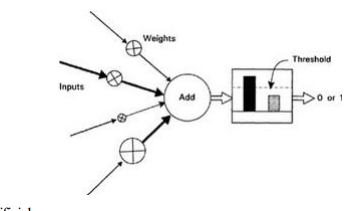 Weights
Threshold
Inputs
Add
0 or 1